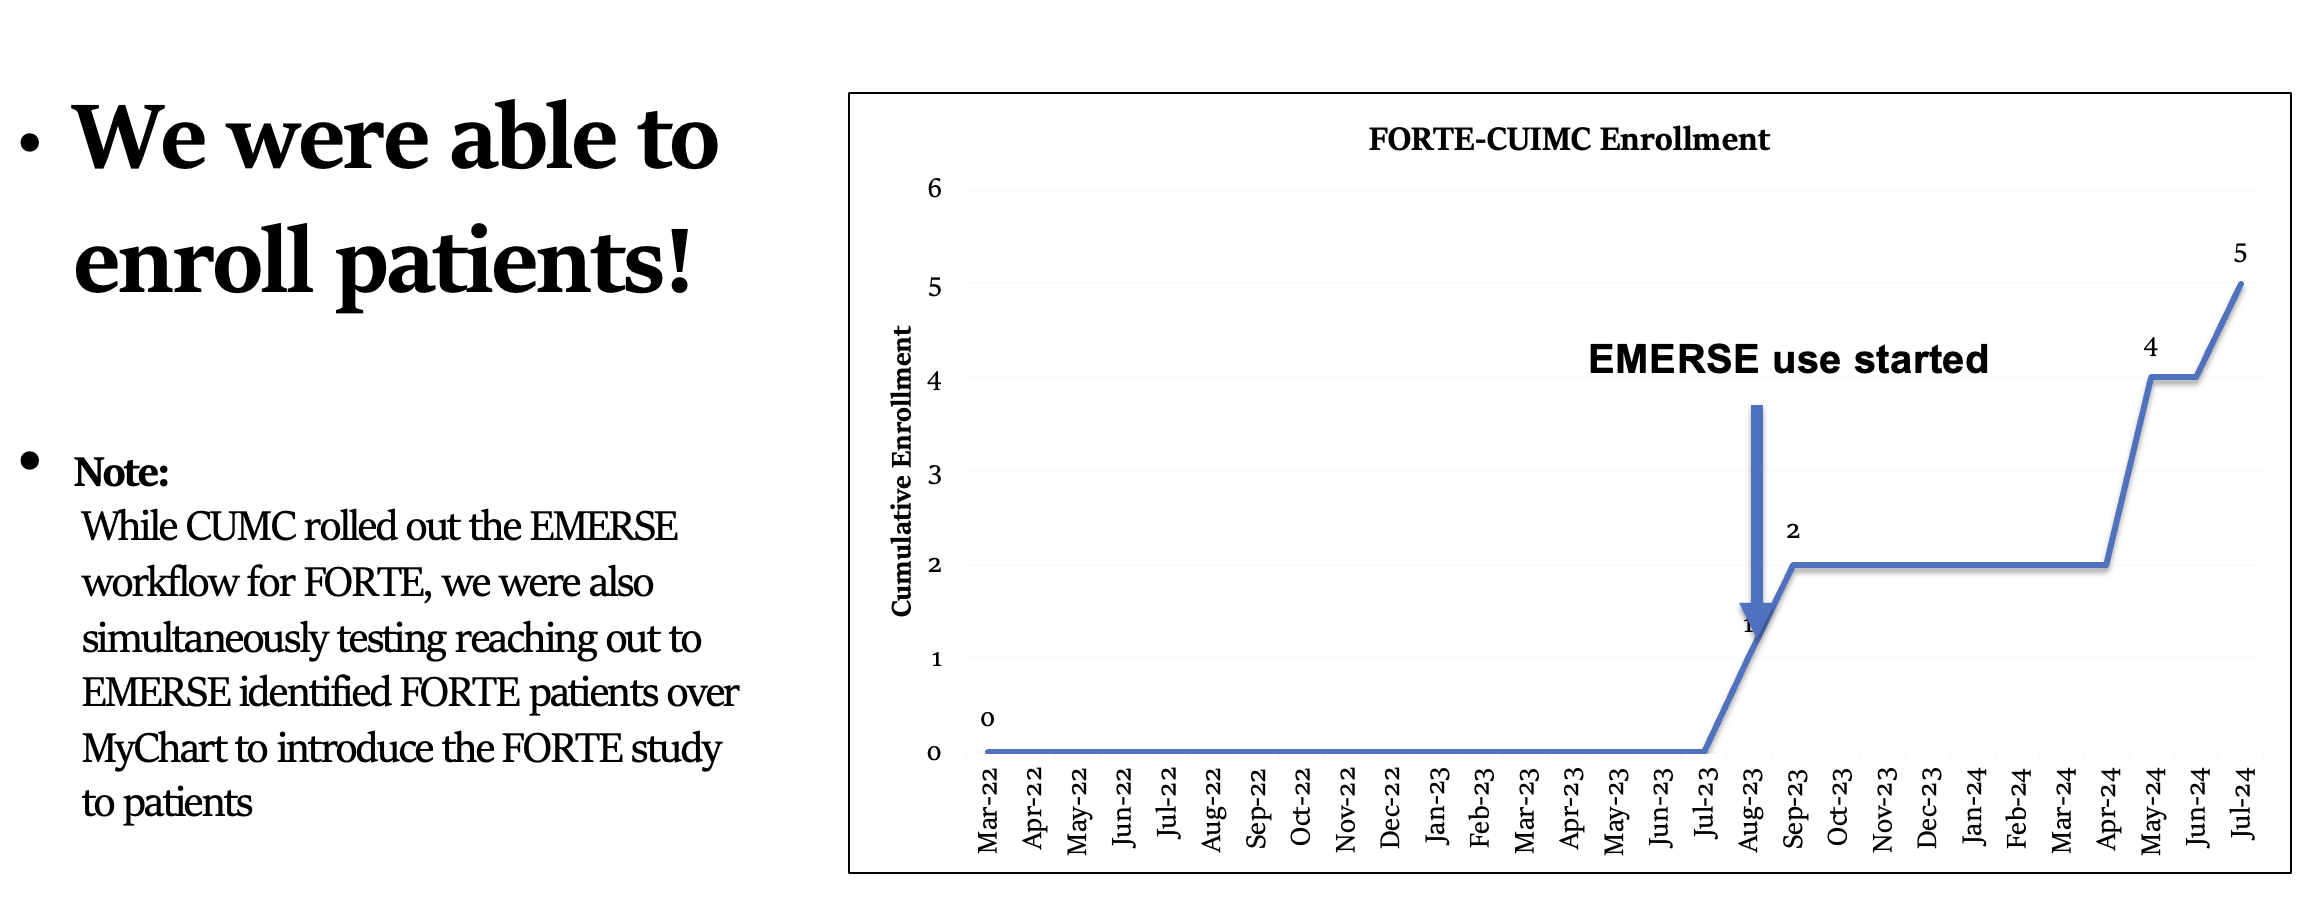 • We were able to
enroll patients!
• Note:
While CUMC rolled out the EMERSE
workflow for FORTE, we were also
simultaneously testing reaching out to
EMERSE identified FORTE patients over
MyChart to introduce the FORTE study
to patients
FORTE-CUIMC Enrollment
Cumulative Enrollment
6
5
4
3
2
1
0
EMERSE use started
0
1
2
4
5
Mar-22
Apr-22
May-22
Jun-22
Jul-22
Aug-22
Sep-22
Oct-22
Nov-22
Dec-22
Jan-23
Feb-23
Mar-23
Apr-23
May-23
Jun-23
Jul-23
Aug-23
Sep-23
Oct-23
Nov-23
Dec-23
Jan-24
Feb-24
Mar-24
Apr-24
May-24
Jun-24
Jul-24